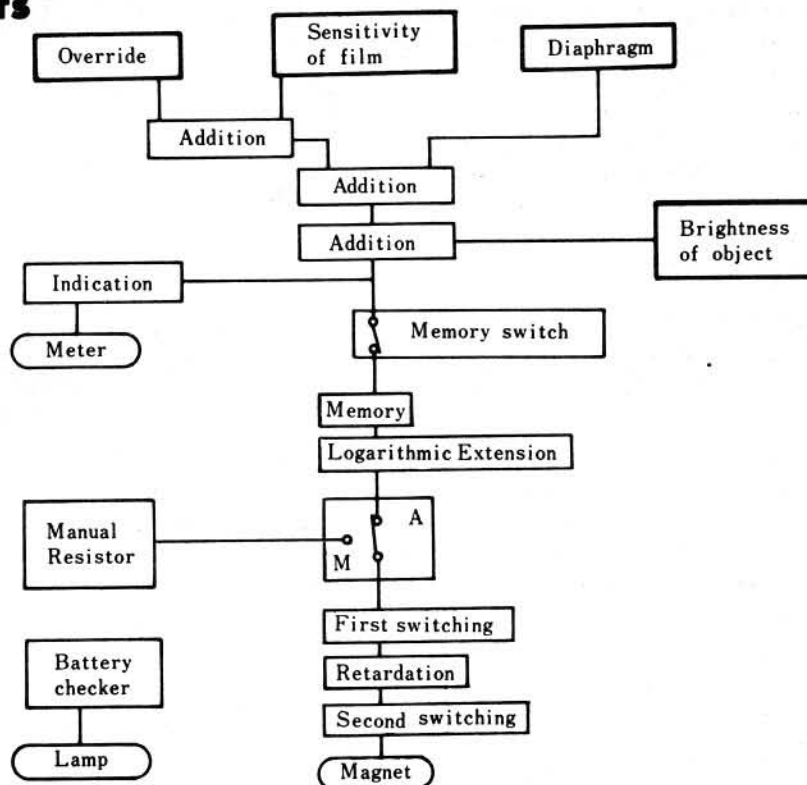 Override
Sensitivity
of film
Diaphragm
Addition
Addition
Addition
Brightness
of object
Indication
Meter
Memory switch
Memory
Logarithmic Extension
Manual
Resistor
A
M
First switching
Battery
checker
Retardation
Second switching
Lamp
Magnet